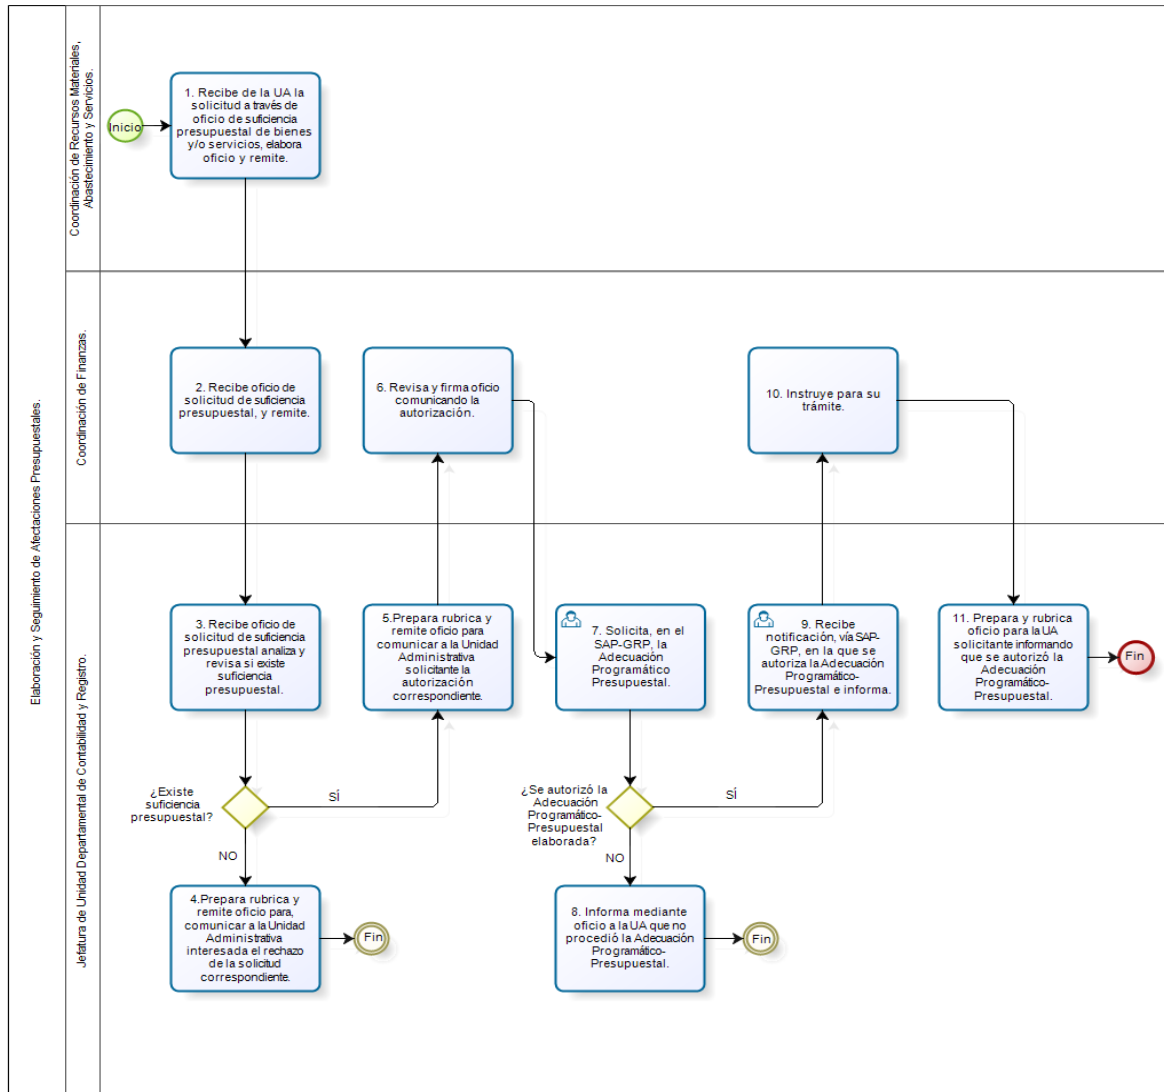 Elaboración y Seguimiento de Afectaciones Presupuestales.
Coordinación de Recursos Materiales,
Abastecimiento y Servicios.
Inicio
1. Recibe de la UA la
solicitud a través de
oficio de suficiencia
presupuestal de bienes
y/o servicios, elabora
oficio y remite.
Coordinación de Finanzas.
2. Recibe oficio de
solicitud de suficiencia
presupuestal, y remite.
6. Revisa y firma oficio
comunicando la
autorización.
10. Instruye para su
trámite.
Jefatura de Unidad Departamental de Contabilidad y Registro.
3. Recibe oficio de
solicitud de suficiencia
presupuestal analiza y
revisa si existe
suficiencia
presupuestal.
5.Prepara rubrica y
remite oficio para
comunicar a la Unidad
Administrativa
solicitante la
autorización
correspondiente.
7. Solicita, en el
SAP-GRP, la
Adecuación
Programático
Presupuestal.
9. Recibe
notificación, vía SAP-
GRP, en la que se
autoriza la Adecuación
Programático-
Presupuestal e informa.
11. Prepara y rubrica
oficio para la UA
solicitante informando
que se autorizó la
Adecuación
Programático-
Presupuestal.
Fin
¿Existe
suficiencia
presupuestal?
SÍ
NO
¿Se autorizó la
Adecuación
Programático-
Presupuestal
elaborada?
SÍ
NO
4.Prepara rubrica y
remite oficio para,
comunicar a la Unidad
Administrativa
interesada el rechazo
de la solicitud
correspondiente.
Fin
8. Informa mediante
oficio a la UA que no
procedió la Adecuación
Programático-
Presupuestal.
Fin